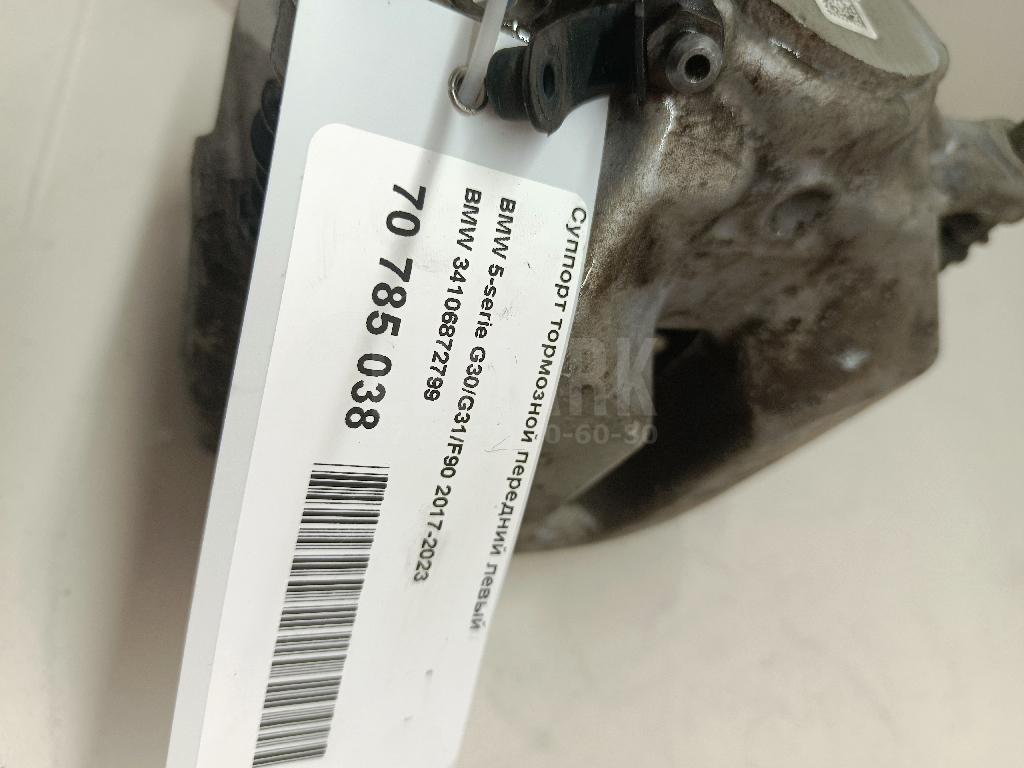 Суппорт тормозной передний левый
BMW 5-serie G30/G31/F90 2017-2023
BMW 34106872799
70 785 038